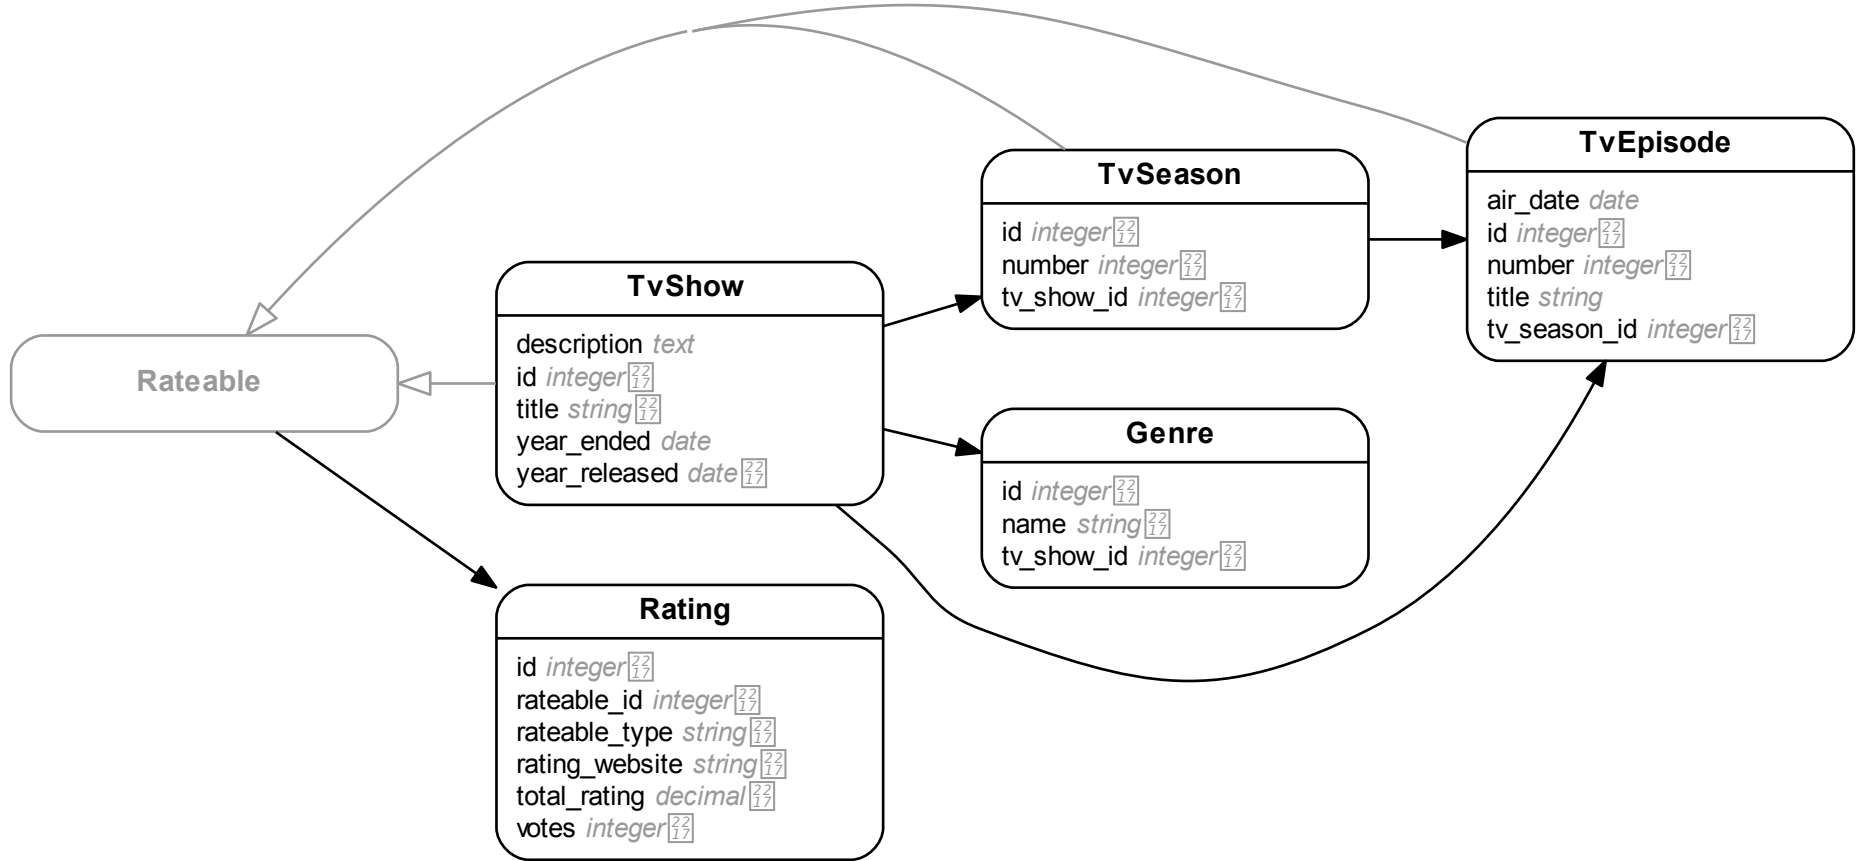 TvEpisode
air_date date
id integer
number integer
title string
tv_season_id integer
TvSeason
id integer
number integer
tv_show_id integer
TvShow
description text
id integer
title string
year_ended date
year_released date
Rateable
Genre
id integer
name string
tv_show_id integer
Rating
id integer
rateable_id integer
rateable_type string
rating_website string
total_rating decimal
votes integer